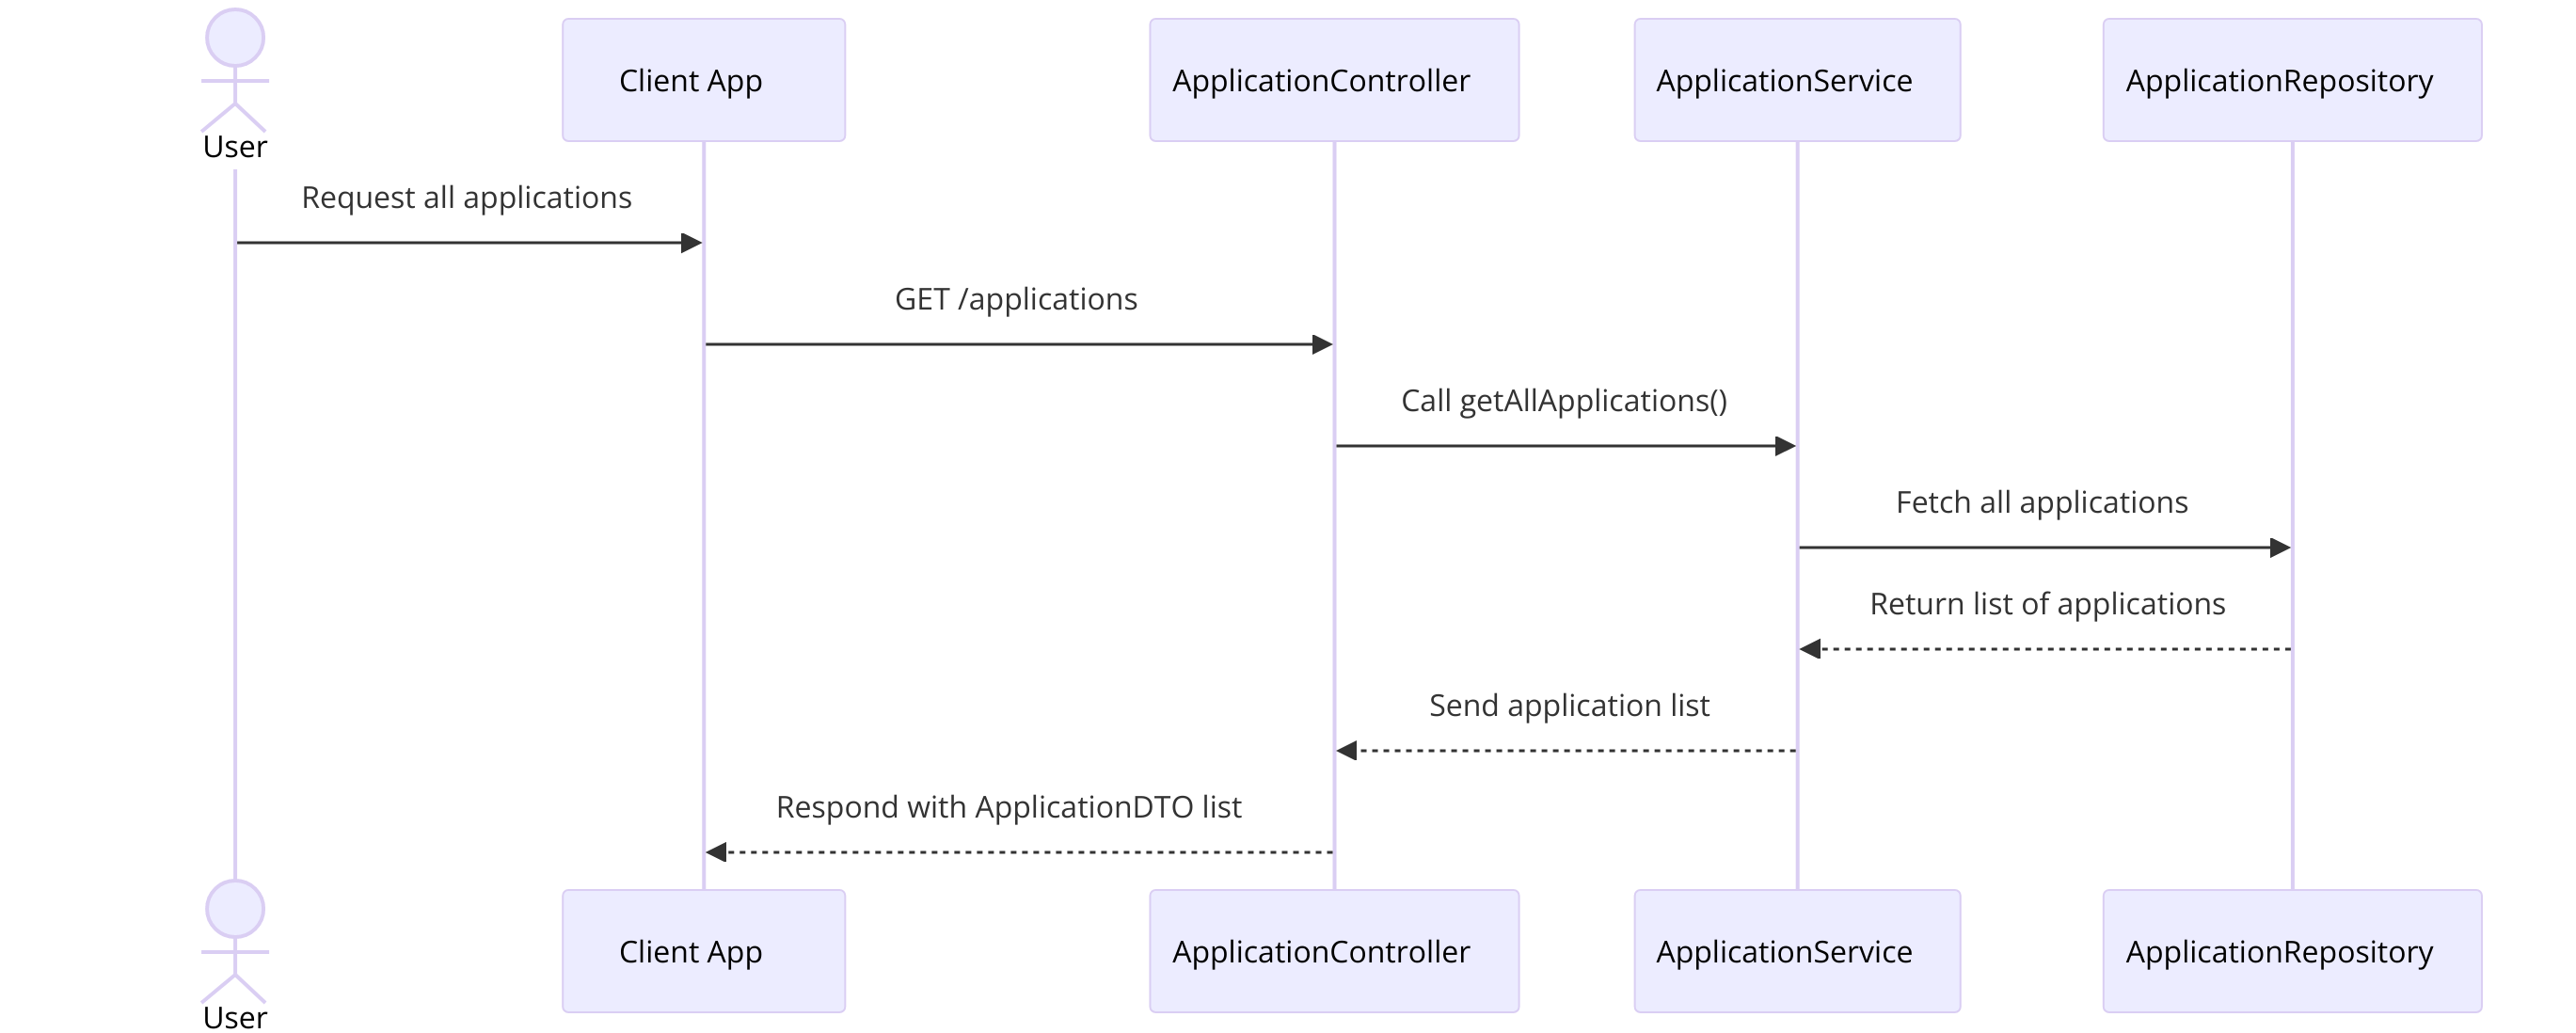 User
Client App
ApplicationController
ApplicationService
ApplicationRepository
Request all applications
GET /applications
Call getAllApplications()
Fetch all applications
Return list of applications
Send application list
Respond with ApplicationDTO list
User
Client App
ApplicationController
ApplicationService
ApplicationRepository